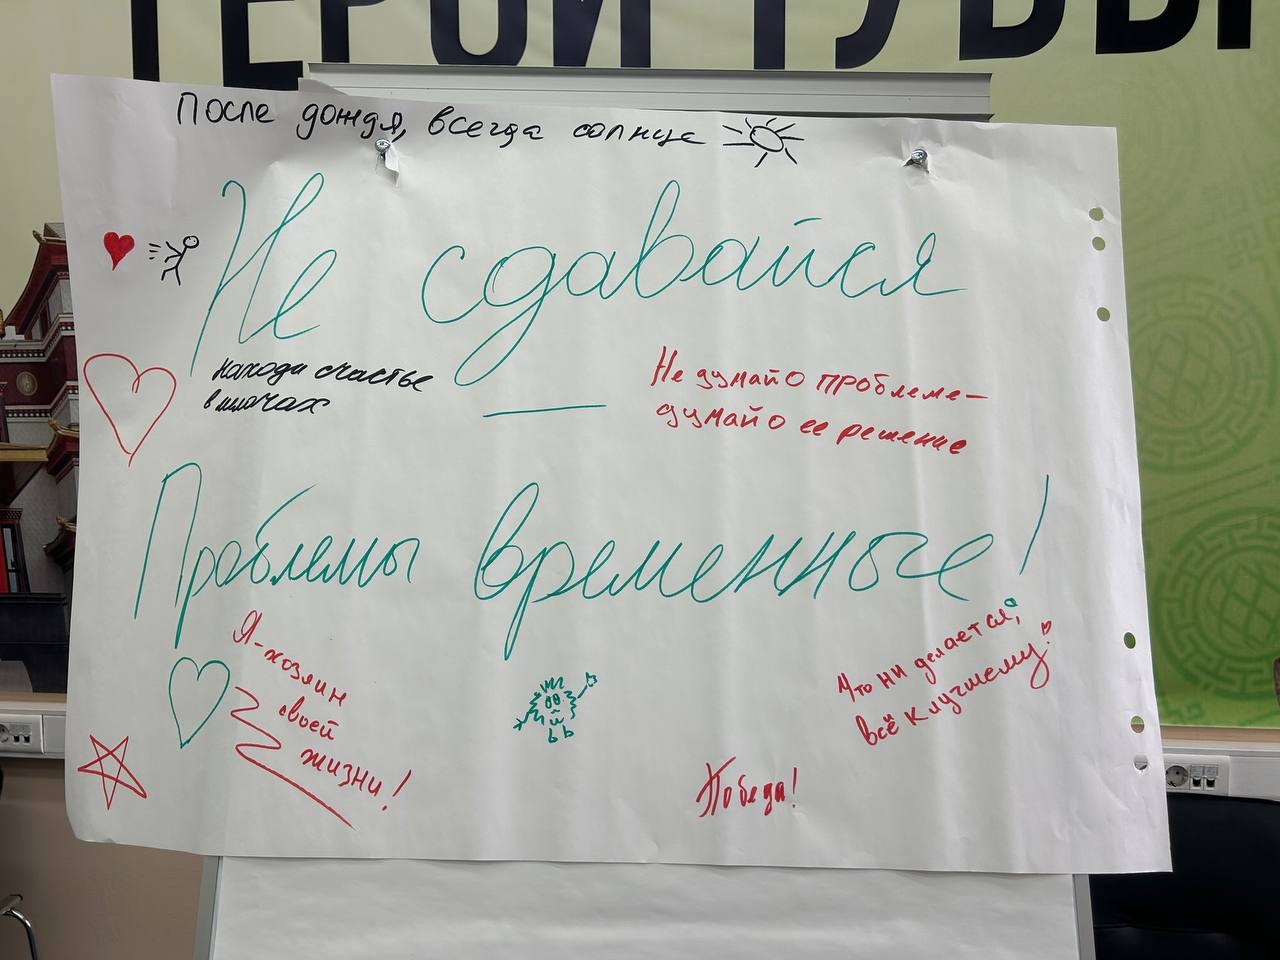 ГЕРОИ ТУВЫ
После дождя, всегда солнце
Не сдавайся
находи счастье
в мелочах
—
Не думай о проблеме—
думай о ее решение
Проблемы временные!
Я-хозяин
своей
жизни!
Что ни делается,
всё к лучшему!
Победа!